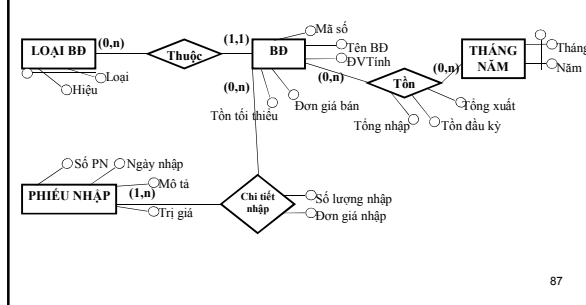 Mã số
LOẠI BĐ (0,n) Thuộc (1,1) BĐ Tên BĐ
ĐVTính
THÁNG NĂM
Tháng
Năm
(0,n) Tồn (0,n)
Loại
Hiệu
(0,n)
Đơn giá bán
Tồn tối thiểu
Tổng xuất
Tổng nhập
Tồn đầu kỳ
Số PN
Ngày nhập
Mô tả
PHIẾU NHẬP (1,n)
Trị giá
Chi tiết
nhập
Số lượng nhập
Đơn giá nhập
87